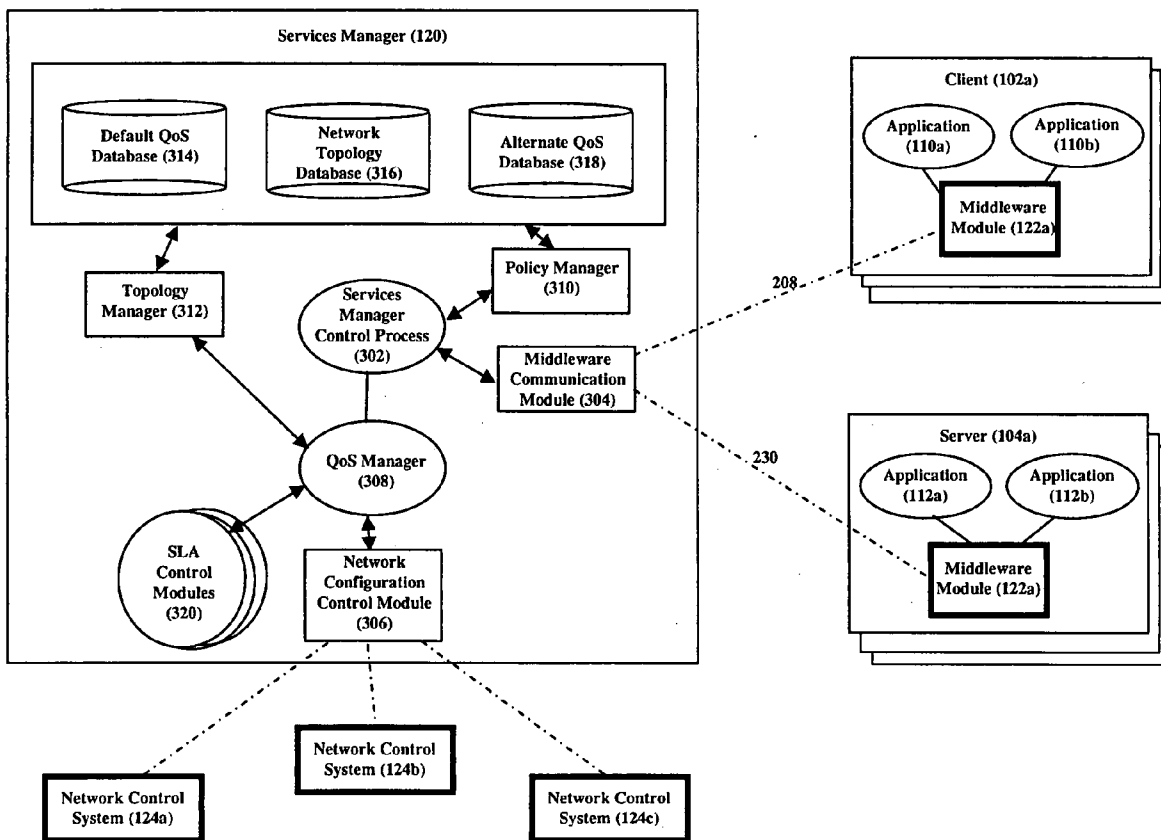 Services Manager (120)
Default QoS
Database (314)
Network
Topology
Database (316)
Alternate QoS
Database (318)
Topology
Manager (312)
Services
Manager
Control Process
(302)
Policy Manager
(310)
Middleware
Communication
Module (304)
QoS Manager
(308)
SLA
Control
Modules
(320)
Network
Configuration
Control Module
(306)
Network Control
System (124a)
Network Control
System (124b)
Network Control
System (124c)
208
230
Client (102a)
Application
(110a)
Application
(110b)
Middleware
Module (122a)
Server (104a)
Application
(112a)
Application
(112b)
Middleware
Module (122a)